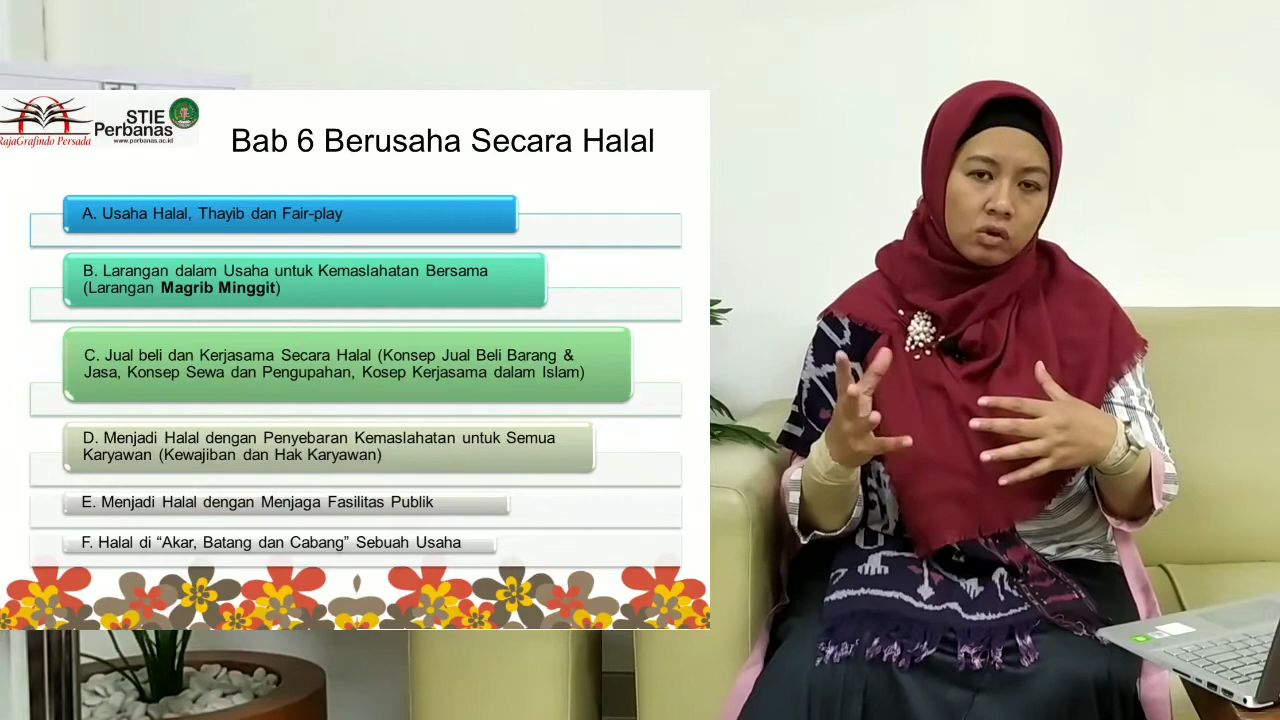 RajaGrafindo Persada
STIE
Perbanas
www.perbanas.ac.id
Bab 6 Berusaha Secara Halal
A. Usaha Halal, Thayib dan Fair-play
B. Larangan dalam Usaha untuk Kemaslahatan Bersama
(Larangan Magrib Minggit)
C. Jual beli dan Kerjasama Secara Halal (Konsep Jual Beli Barang &
Jasa, Konsep Sewa dan Pengupahan, Kosep Kerjasama dalam Islam)
D. Menjadi Halal dengan Penyebaran Kemaslahatan untuk Semua
Karyawan (Kewajiban dan Hak Karyawan)
E. Menjadi Halal dengan Menjaga Fasilitas Publik
F. Halal di “Akar, Batang dan Cabang” Sebuah Usaha